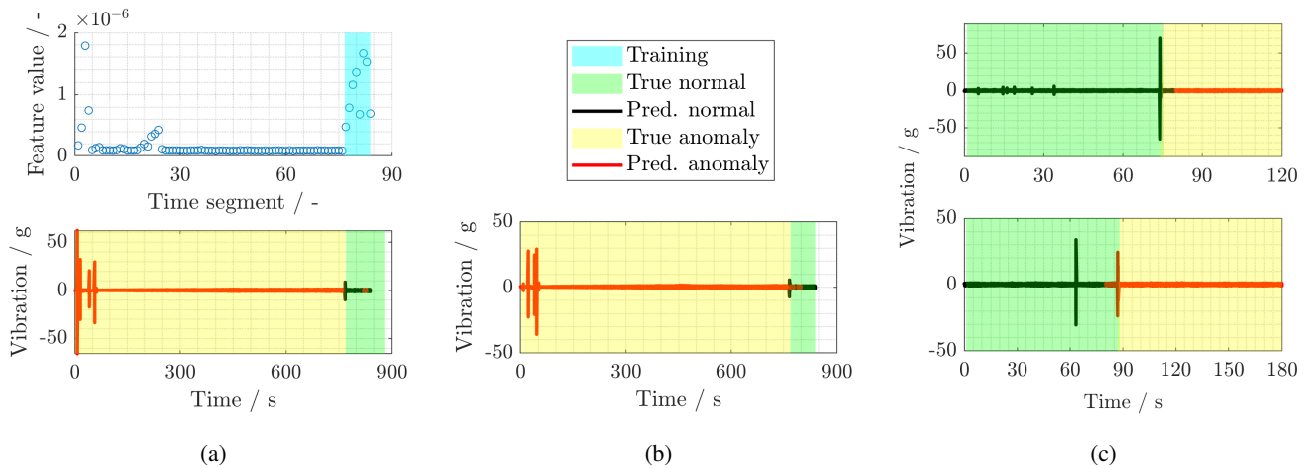 ×10⁻⁶
2
1
0
Feature value / -
0
30
60
90
Time segment / -
50
0
-50
Vibration / g
0
300
600
900
Time / s
(a)
Training
True normal
Pred. normal
True anomaly
Pred. anomaly
50
0
-50
Vibration / g
0
300
600
900
Time / s
(b)
50
0
-50
0
30
60
90
120
Vibration / g
50
0
-50
0
30
60
90
120
150
180
Time / s
(c)